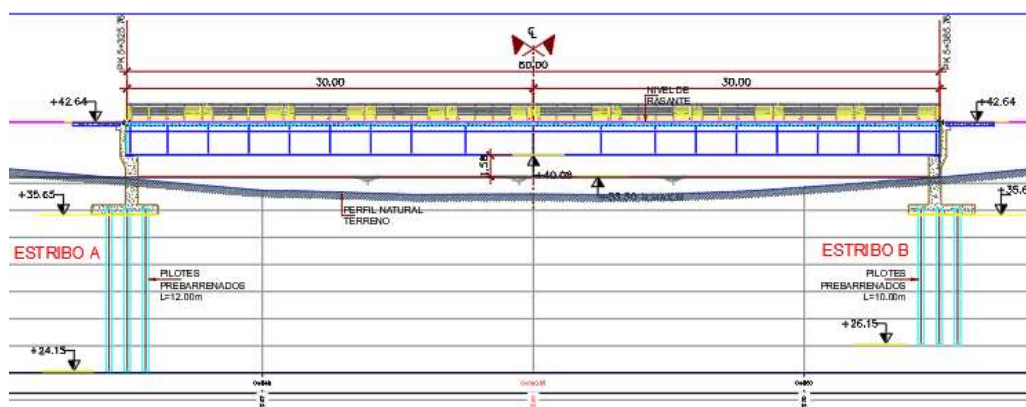 PK 5+325.76
PK 5+385.76
C L
60.00
30.00
30.00
NIVEL DE
RASANTE
+42.64
+42.64
1.58
+40.08
+35.65
PERFIL NATURAL
TERRENO
ESTRIBO A
ESTRIBO B
PILOTES
PREBARRENADOS
L=12.00m
PILOTES
PREBARRENADOS
L=10.00m
+26.15
+24.15